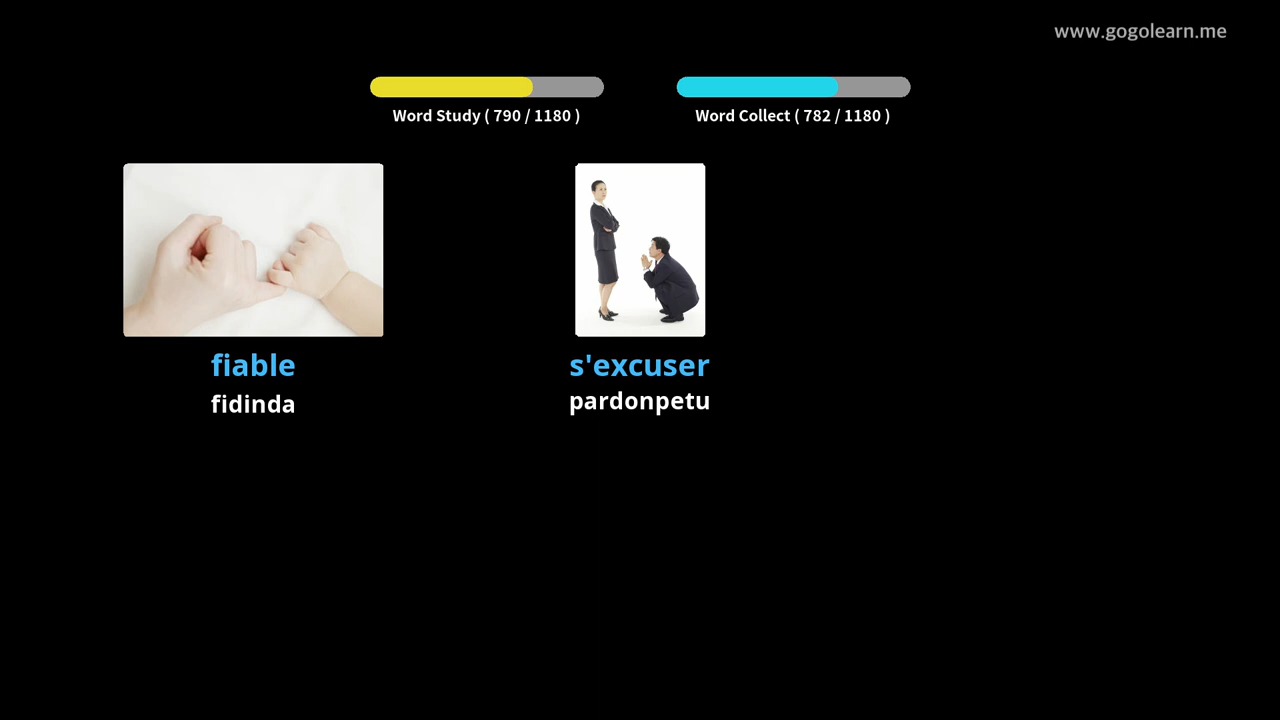 www.gogolearn.me
Word Study ( 790 / 1180 )
Word Collect ( 782 / 1180 )
fiable
fidinda
s'excuser
pardonpetu